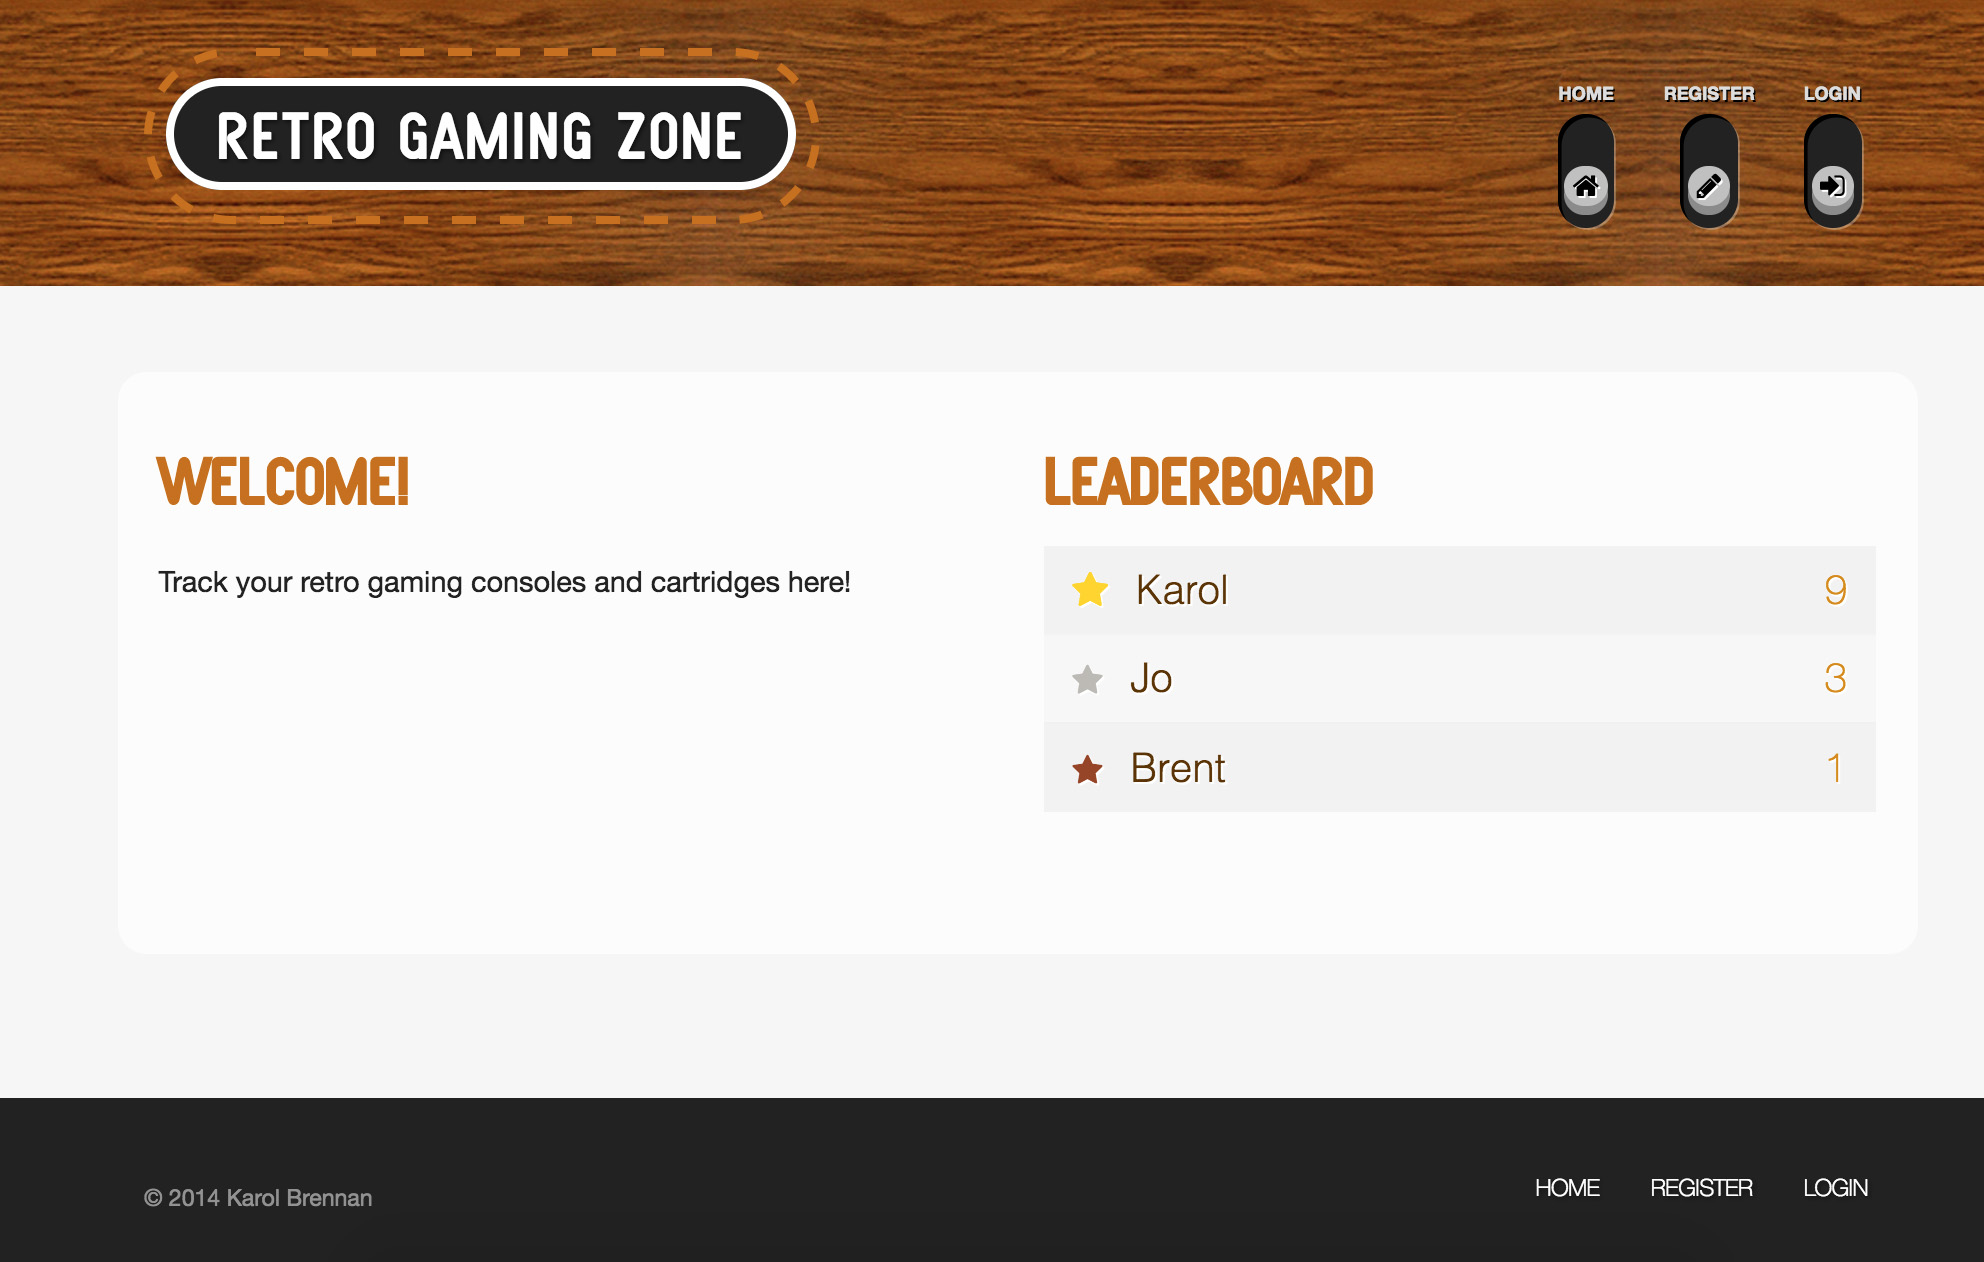 RETRO GAMING ZONE
HOME REGISTER LOGIN
WELCOME!
Track your retro gaming consoles and cartridges here!
LEADERBOARD
Karol 9
Jo 3
Brent 1
© 2014 Karol Brennan
HOME REGISTER LOGIN